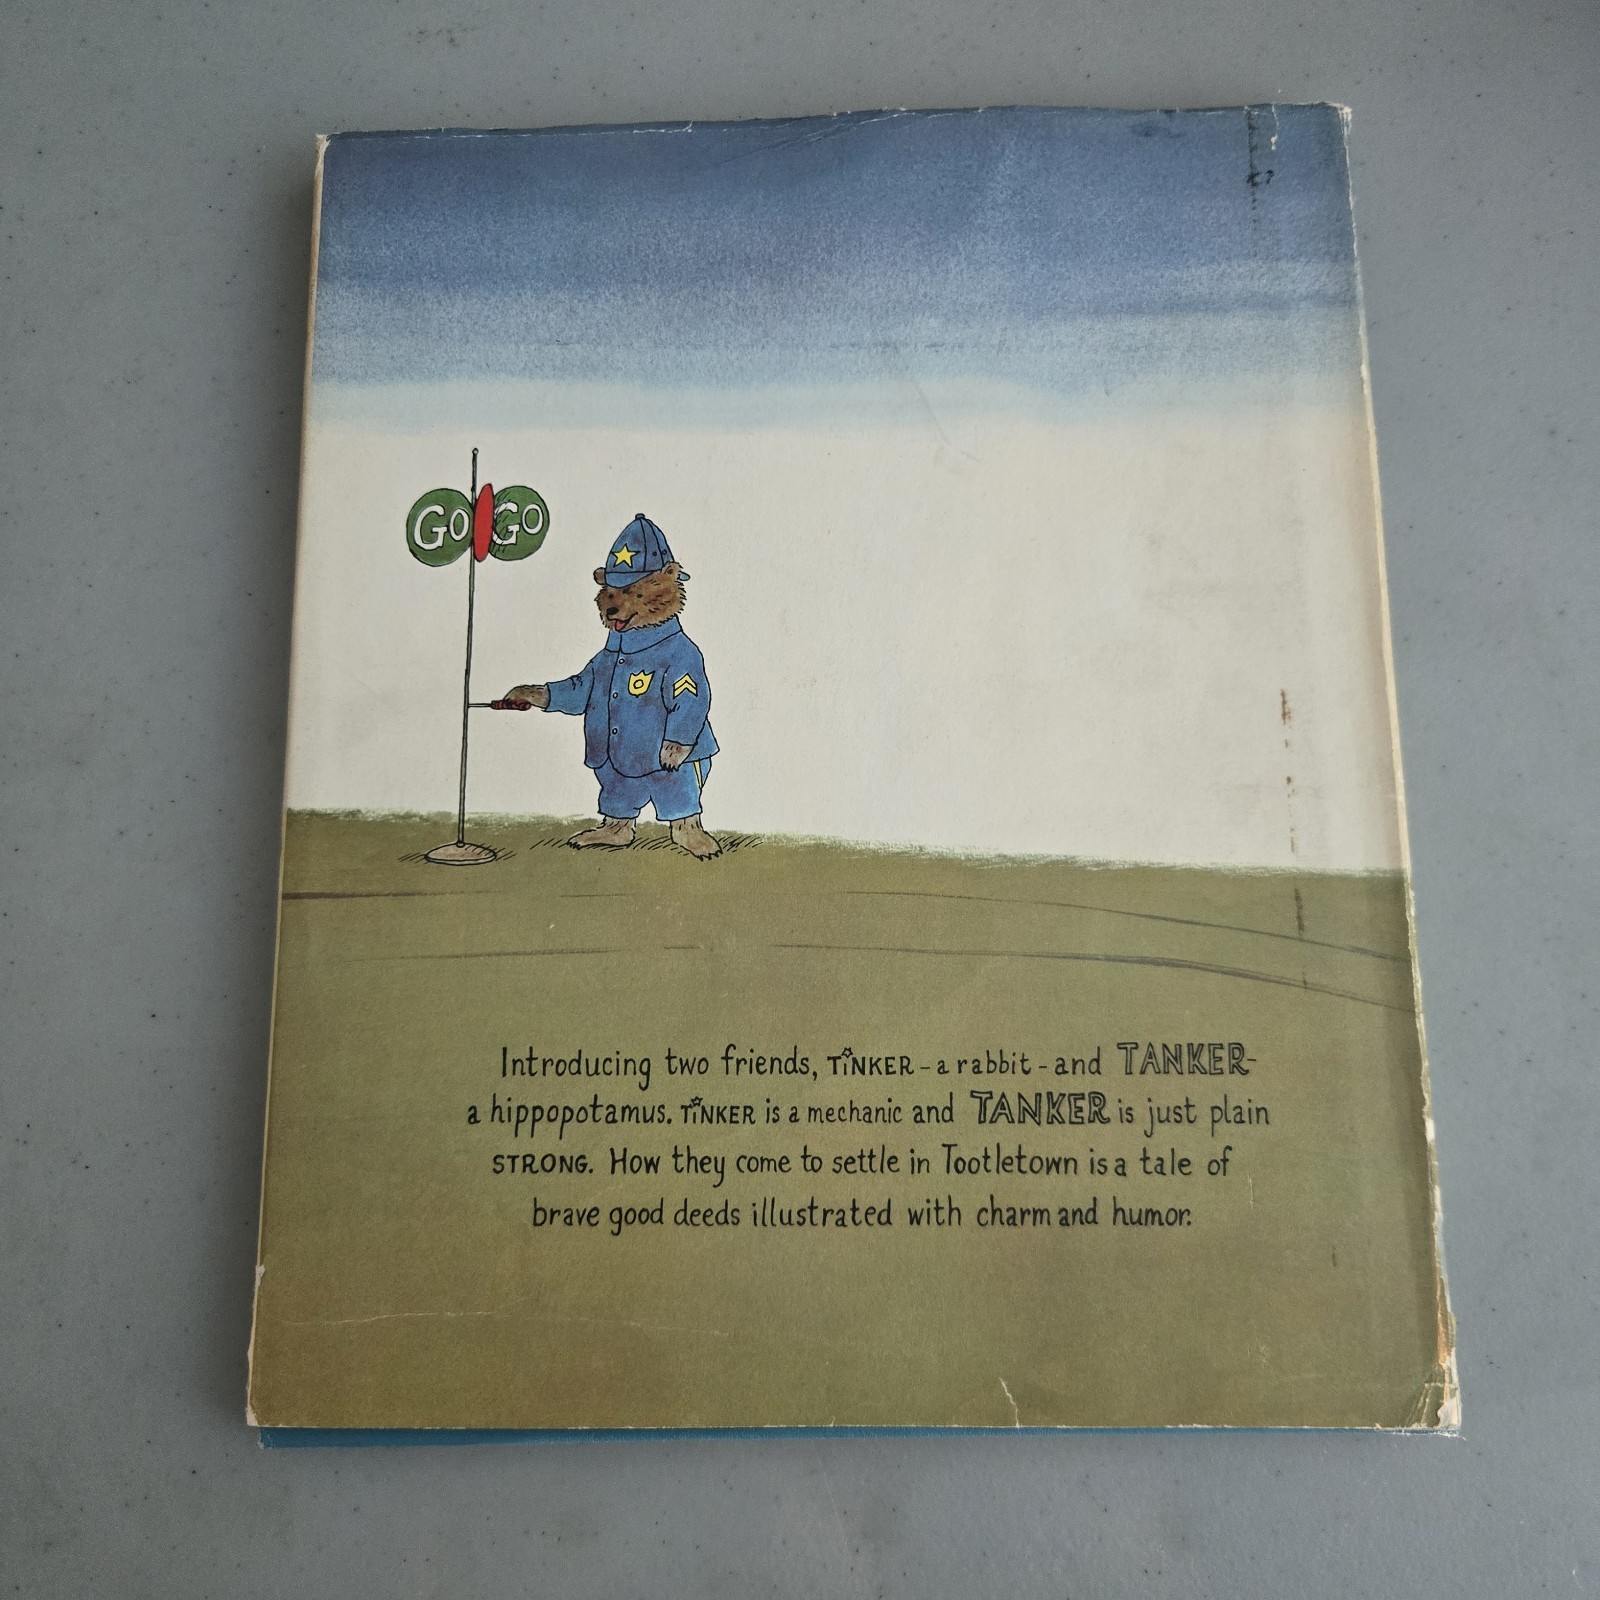 GO GO
Introducing two friends, TiNKER - a rabbit - and TANKER -
a hippopotamus. TiNKER is a mechanic and TANKER is just plain
STRONG. How they come to settle in Tootletown is a tale of
brave good deeds illustrated with charm and humor.